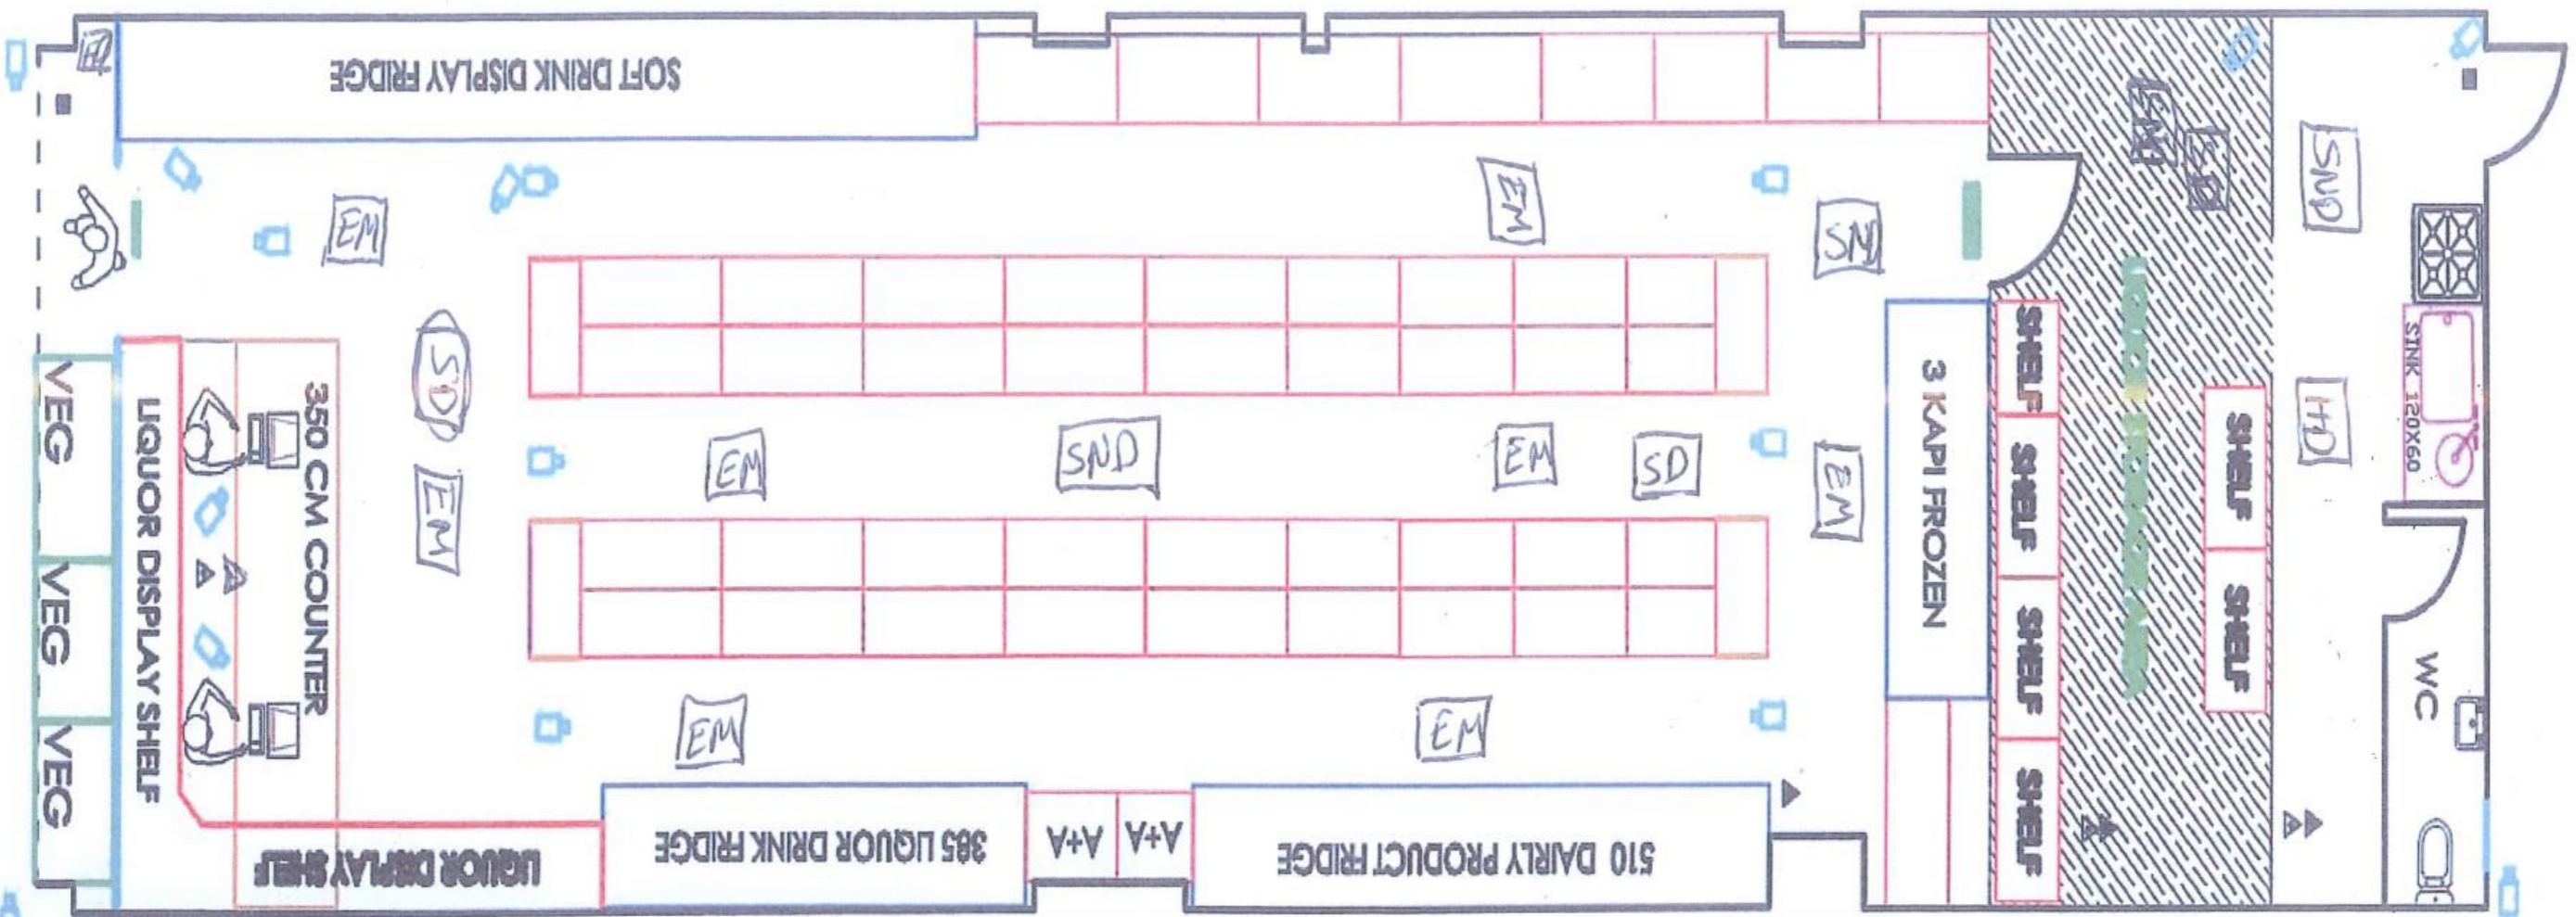 SOFT DRINK DISPLAY FRIDGE
EM
EM
SND
SD
EM
EM
SND
EM
SD
EM
EM
EM
HD
VEG
VEG
VEG
LIQUOR DISPLAY SHELF
350 CM COUNTER
LIQUOR DISPLAY SHELF
385 LIQUOR DRINK FRIDGE
A+A
A+A
510 DAIRLY PRODUCT FRIDGE
3 KAPI FROZEN
SHELF
SHELF
SHELF
SHELF
SHELF
SHELF
SINK 120X60
WC